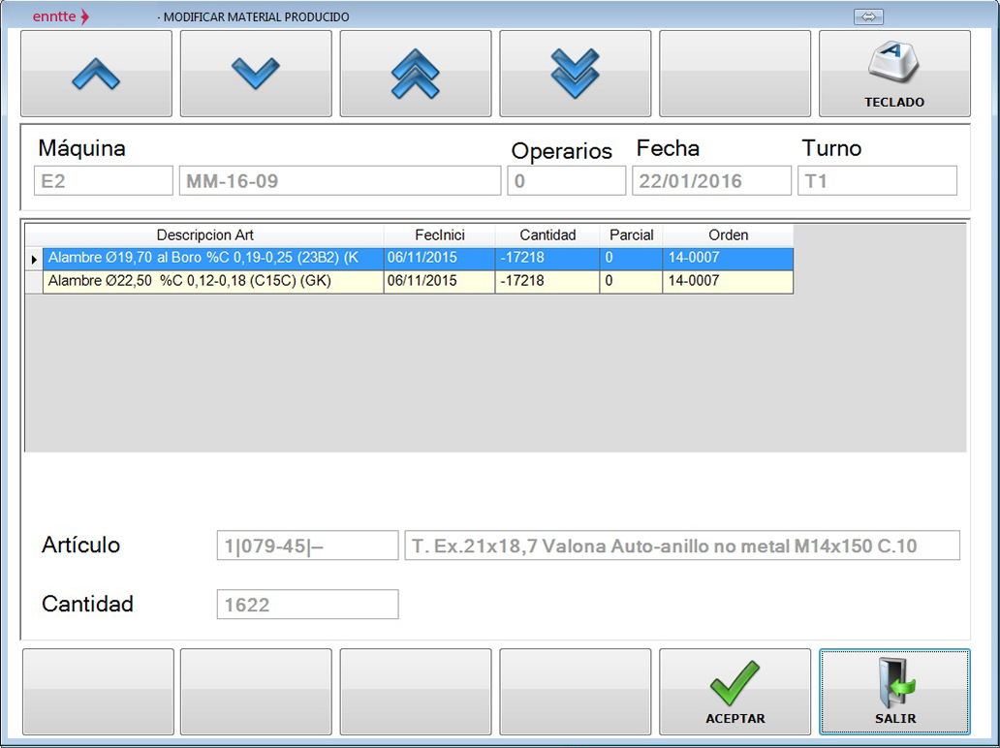 enntte
- MODIFICAR MATERIAL PRODUCIDO
A
TECLADO
Máquina Operarios Fecha Turno
E2 MM-16-09 0 22/01/2016 T1
Descripcion Art FecInici Cantidad Parcial Orden
Alambre Ø19,70 al Boro %C 0,19-0,25 (23B2) (K 06/11/2015 -17218 0 14-0007
Alambre Ø22,50 %C 0,12-0,18 (C15C) (GK) 06/11/2015 -17218 0 14-0007
Artículo 1|079-45|-- T. Ex.21x18,7 Valona Auto-anillo no metal M14x150 C.10
Cantidad 1622
ACEPTAR SALIR